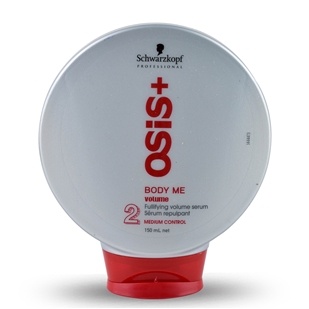 Schwarzkopf
PROFESSIONAL
OSiS+
BODY ME
volume
Fullifying volume serum
Sérum repulpant
2
MEDIUM CONTROL
150 mL net